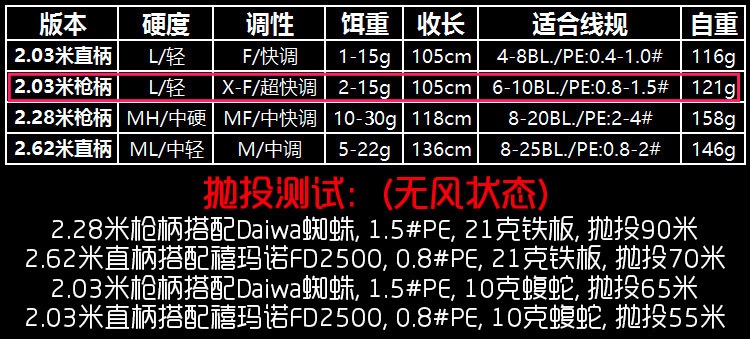 版本 硬度 调性 饵重 收长 适合线规 自重
2.03米直柄 L/轻 F/快调 1-15g 105cm 4-8BL./PE:0.4-1.0# 116g
2.03米枪柄 L/轻 X-F/超快调 2-15g 105cm 6-10BL./PE:0.8-1.5# 121g
2.28米枪柄 MH/中硬 MF/中快调 10-30g 118cm 8-20BL./PE:2-4# 158g
2.62米直柄 ML/中轻 M/中调 5-22g 136cm 8-25BL./PE:0.8-2# 146g
抛投测试:(无风状态)
2.28米枪柄搭配Daiwa蜘蛛, 1.5#PE, 21克铁板, 抛投90米
2.62米直柄搭配禧玛诺FD2500, 0.8#PE, 21克铁板, 抛投70米
2.03米枪柄搭配Daiwa蜘蛛, 1.5#PE, 10克蝮蛇, 抛投65米
2.03米直柄搭配禧玛诺FD2500, 0.8#PE, 10克蝮蛇, 抛投55米